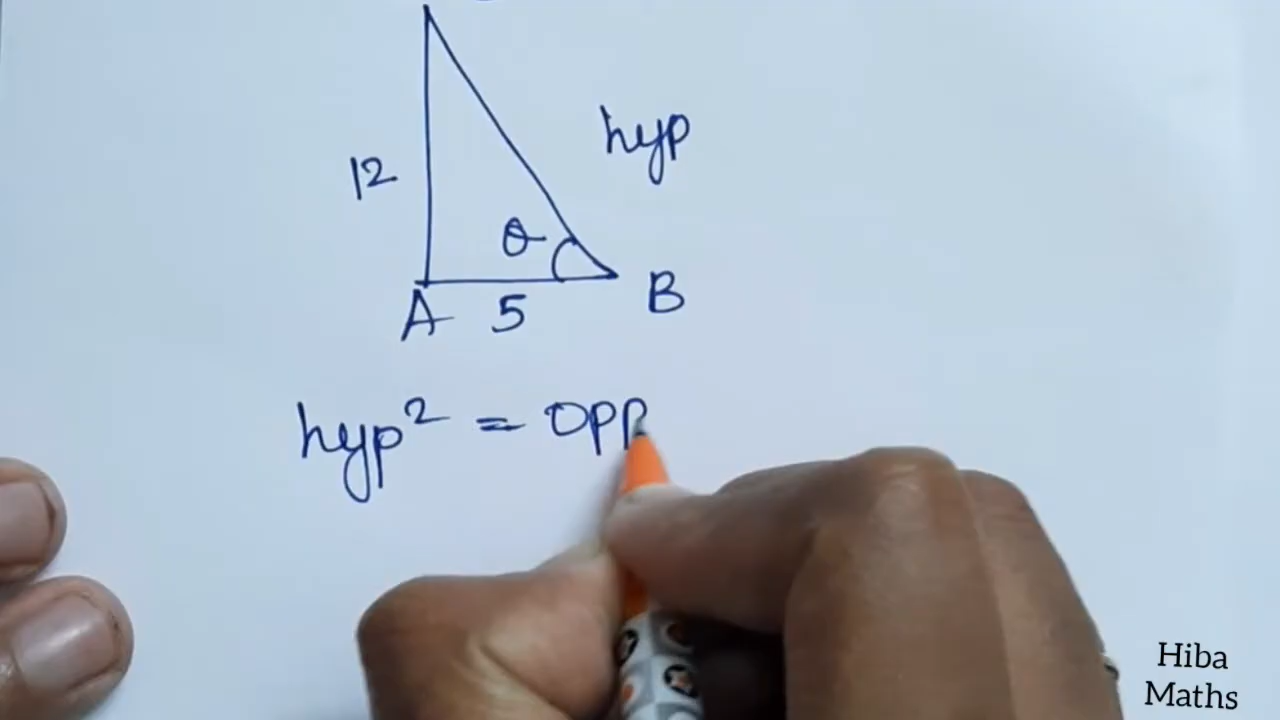 12
hyp
θ
A 5 B
hyp² = opp
Hiba
Maths